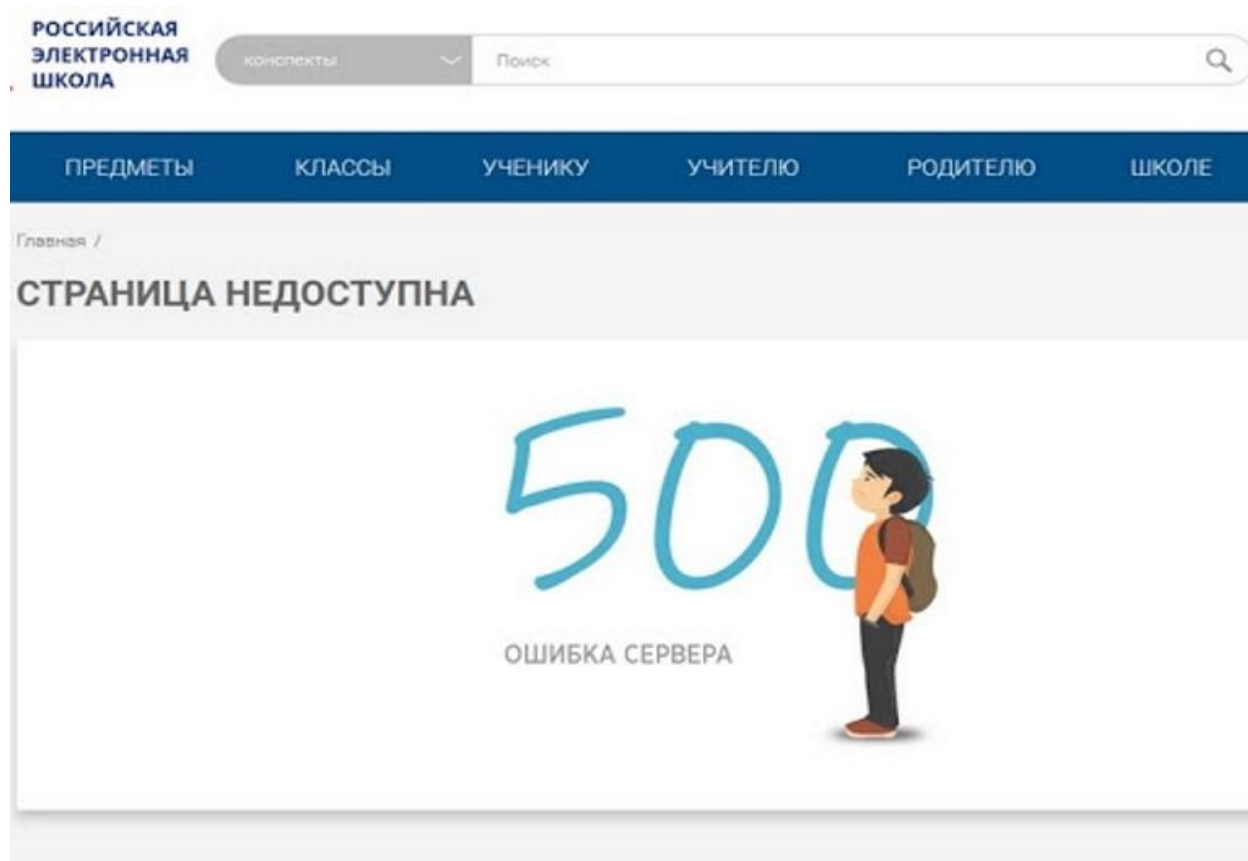 РОССИЙСКАЯ
ЭЛЕКТРОННАЯ
ШКОЛА
конспекты
Поиск
ПРЕДМЕТЫ КЛАССЫ УЧЕНИКУ УЧИТЕЛЮ РОДИТЕЛЮ ШКОЛЕ
Главная /
СТРАНИЦА НЕДОСТУПНА
500
ОШИБКА СЕРВЕРА